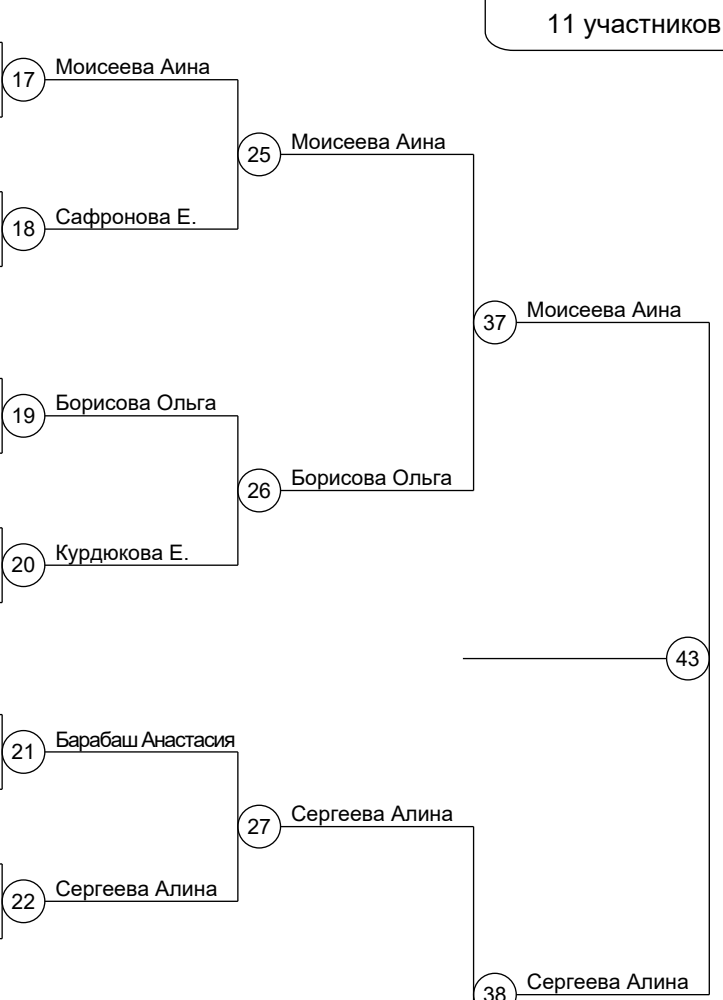 11 участников
17 Моисеева Аина
25 Моисеева Аина
18 Сафронова Е.
37 Моисеева Аина
19 Борисова Ольга
26 Борисова Ольга
20 Курдюкова Е.
43
21 Барабаш Анастасия
27 Сергеева Алина
22 Сергеева Алина
38 Сергеева Алина